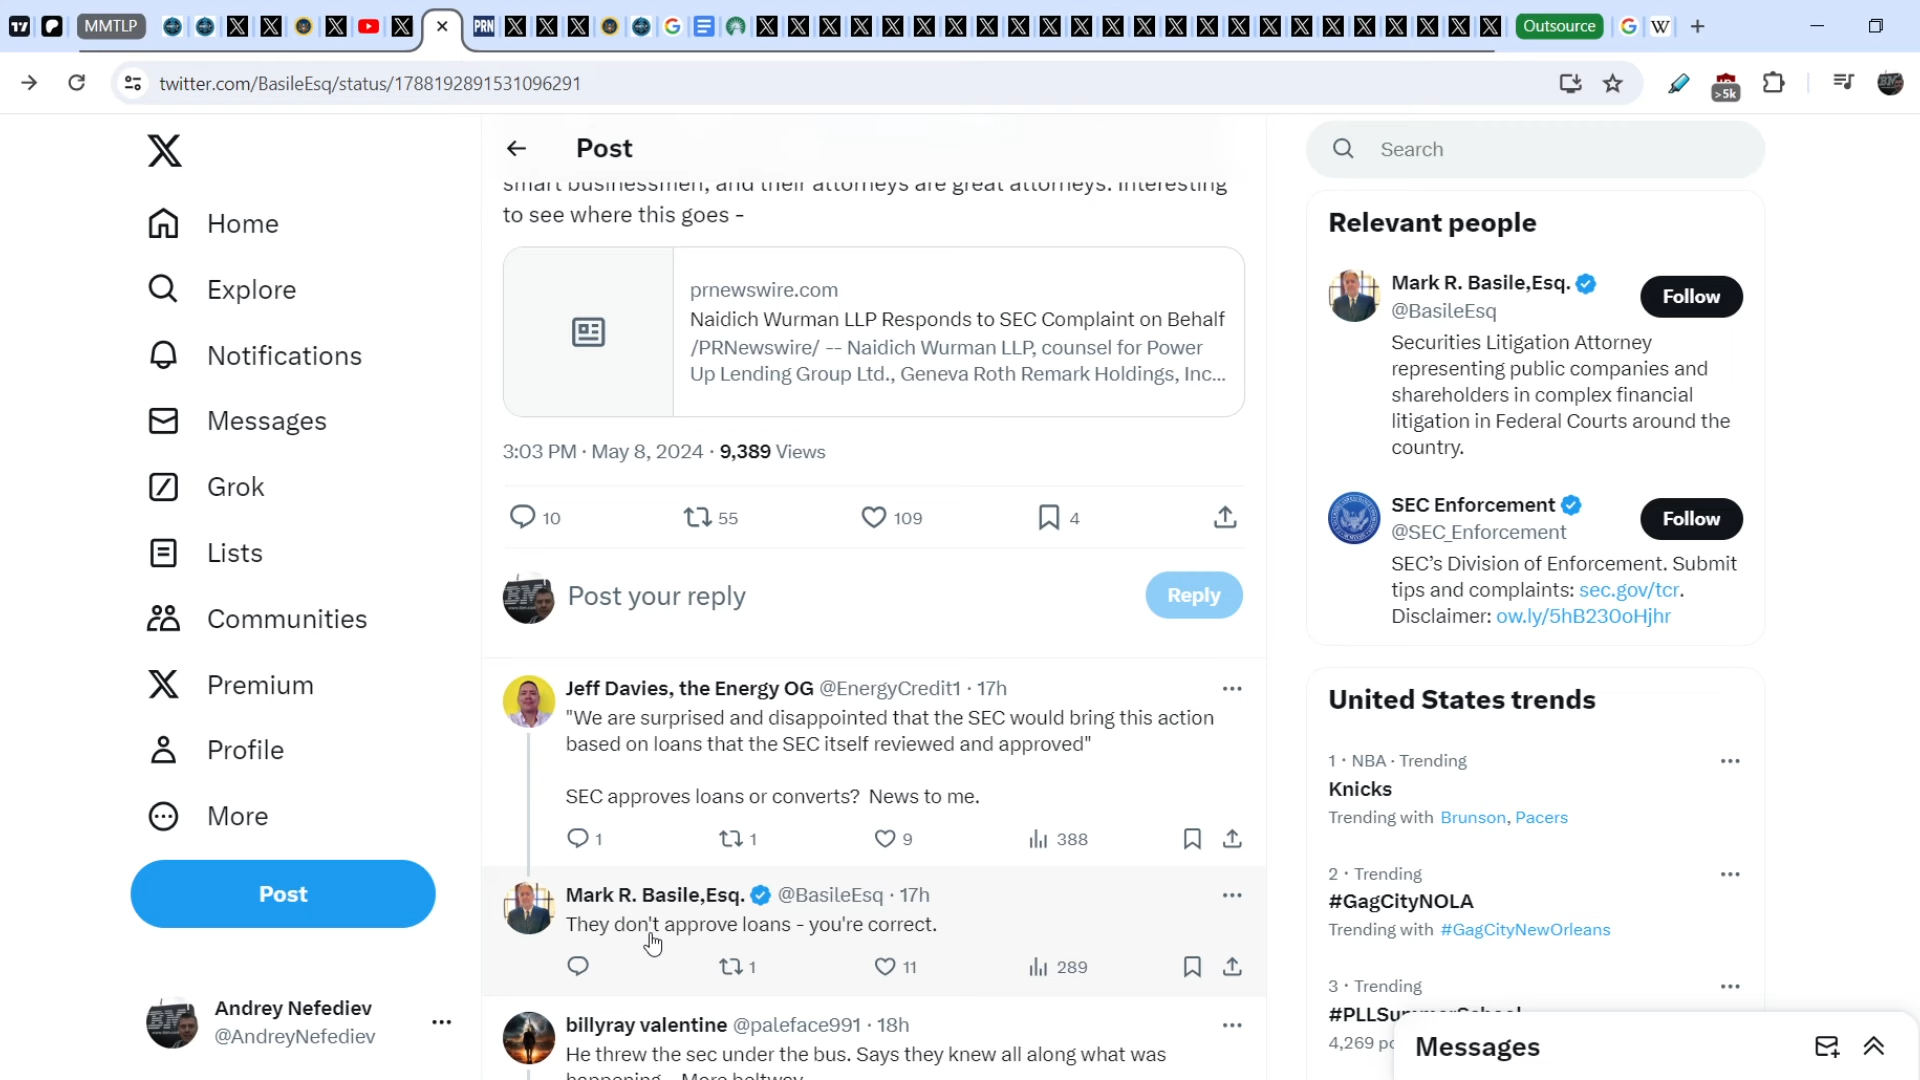 MMTLP
PRN
Outsource
W
twitter.com/BasileEsq/status/1788192891531096291
>5k
Home
Explore
Notifications
Messages
Grok
Lists
Communities
Premium
Profile
More
Post
Andrey Nefediev
@AndreyNefediev
Post
smart businessmen, and their attorneys are great attorneys. Interesting
to see where this goes -
prnewswire.com
Naidich Wurman LLP Responds to SEC Complaint on Behalf
/PRNewswire/ -- Naidich Wurman LLP, counsel for Power
Up Lending Group Ltd., Geneva Roth Remark Holdings, Inc...
3:03 PM · May 8, 2024 · 9,389 Views
10 55 109 4
Post your reply
Reply
Jeff Davies, the Energy OG @EnergyCredit1 · 17h
"We are surprised and disappointed that the SEC would bring this action
based on loans that the SEC itself reviewed and approved"
SEC approves loans or converts? News to me.
1 1 9 388
Mark R. Basile,Esq. @BasileEsq · 17h
They don't approve loans - you're correct.
1 11 289
billyray valentine @paleface991 · 18h
He threw the sec under the bus. Says they knew all along what was
Search
Relevant people
Mark R. Basile,Esq.
@BasileEsq
Follow
Securities Litigation Attorney
representing public companies and
shareholders in complex financial
litigation in Federal Courts around the
country.
SEC Enforcement
@SEC_Enforcement
Follow
SEC's Division of Enforcement. Submit
tips and complaints: sec.gov/tcr.
Disclaimer: ow.ly/5hB230oHjhr
United States trends
1 · NBA · Trending
Knicks
Trending with Brunson, Pacers
2 · Trending
#GagCityNOLA
Trending with #GagCityNewOrleans
3 · Trending
4,269
Messages